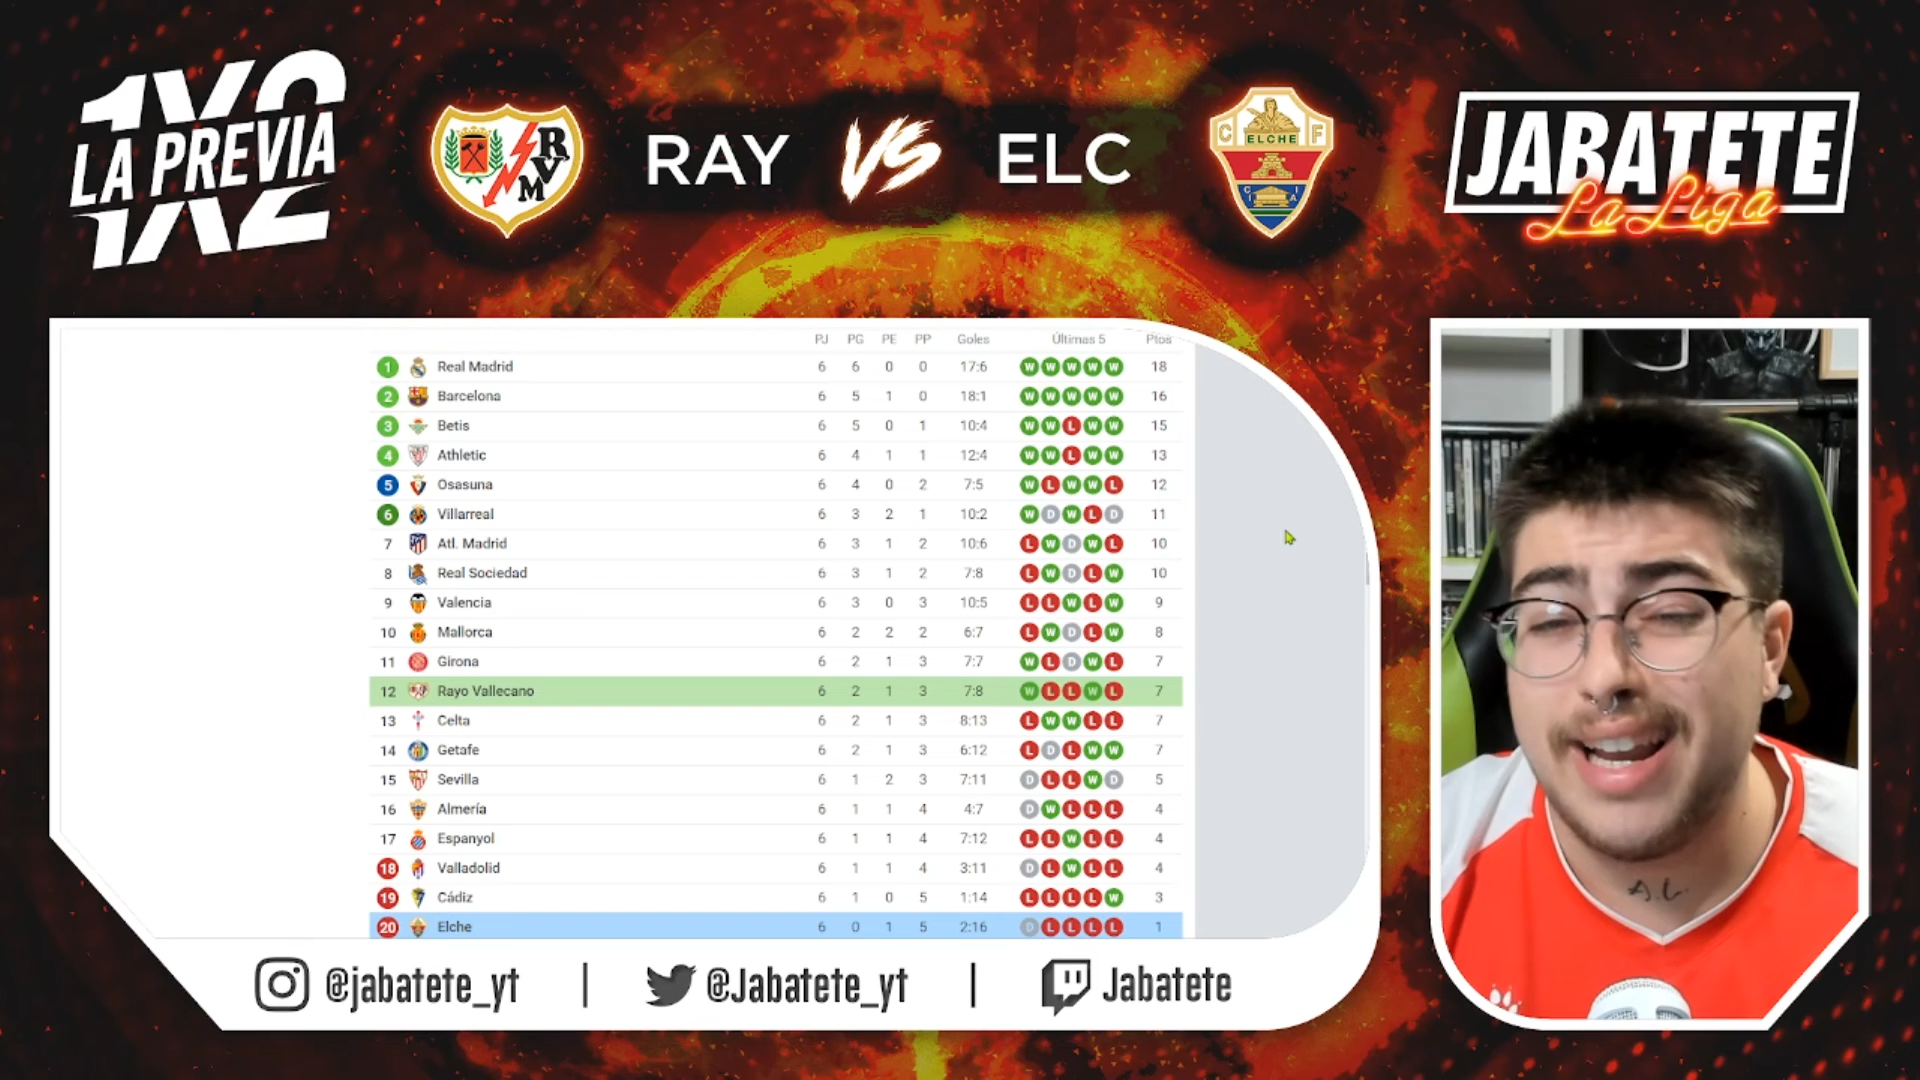 1X2
LA PREVIA
RAY VS ELC
JABATETE
La Liga
RVM
C ELCHE F
PJ PG PE PP Goles Últimas 5 Ptos
1 Real Madrid 6 6 0 0 17:6 W W W W W 18
2 Barcelona 6 5 1 0 18:1 W W W W W 16
3 Betis 6 5 0 1 10:4 W W L W W 15
4 Athletic 6 4 1 1 12:4 W W L W W 13
5 Osasuna 6 4 0 2 7:5 W L W W L 12
6 Villarreal 6 3 2 1 10:2 W D W L D 11
7 Atl. Madrid 6 3 1 2 10:6 L W D W L 10
8 Real Sociedad 6 3 1 2 7:8 L W D L W 10
9 Valencia 6 3 0 3 10:5 L L W L W 9
10 Mallorca 6 2 2 2 6:7 L W D L W 8
11 Girona 6 2 1 3 7:7 W L D W L 7
12 Rayo Vallecano 6 2 1 3 7:8 W L L W L 7
13 Celta 6 2 1 3 8:13 L W W L L 7
14 Getafe 6 2 1 3 6:12 L D L W W 7
15 Sevilla 6 1 2 3 7:11 D L L W D 5
16 Almería 6 1 1 4 4:7 D W L L L 4
17 Espanyol 6 1 1 4 7:12 L L W L L 4
18 Valladolid 6 1 1 4 3:11 D L W L L 4
19 Cádiz 6 1 0 5 1:14 L L L L W 3
20 Elche 6 0 1 5 2:16 D L L L L 1
@jabatete_yt | @Jabatete_yt | Jabatete